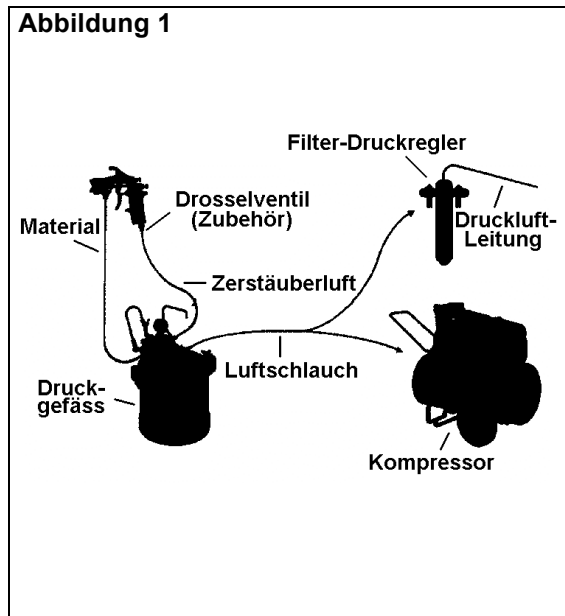 Abbildung 1
Filter-Druckregler
Drosselventil
(Zubehör)
Material
Druckluft-
Leitung
Zerstäuberluft
Luftschlauch
Druck-
gefäss
Kompressor